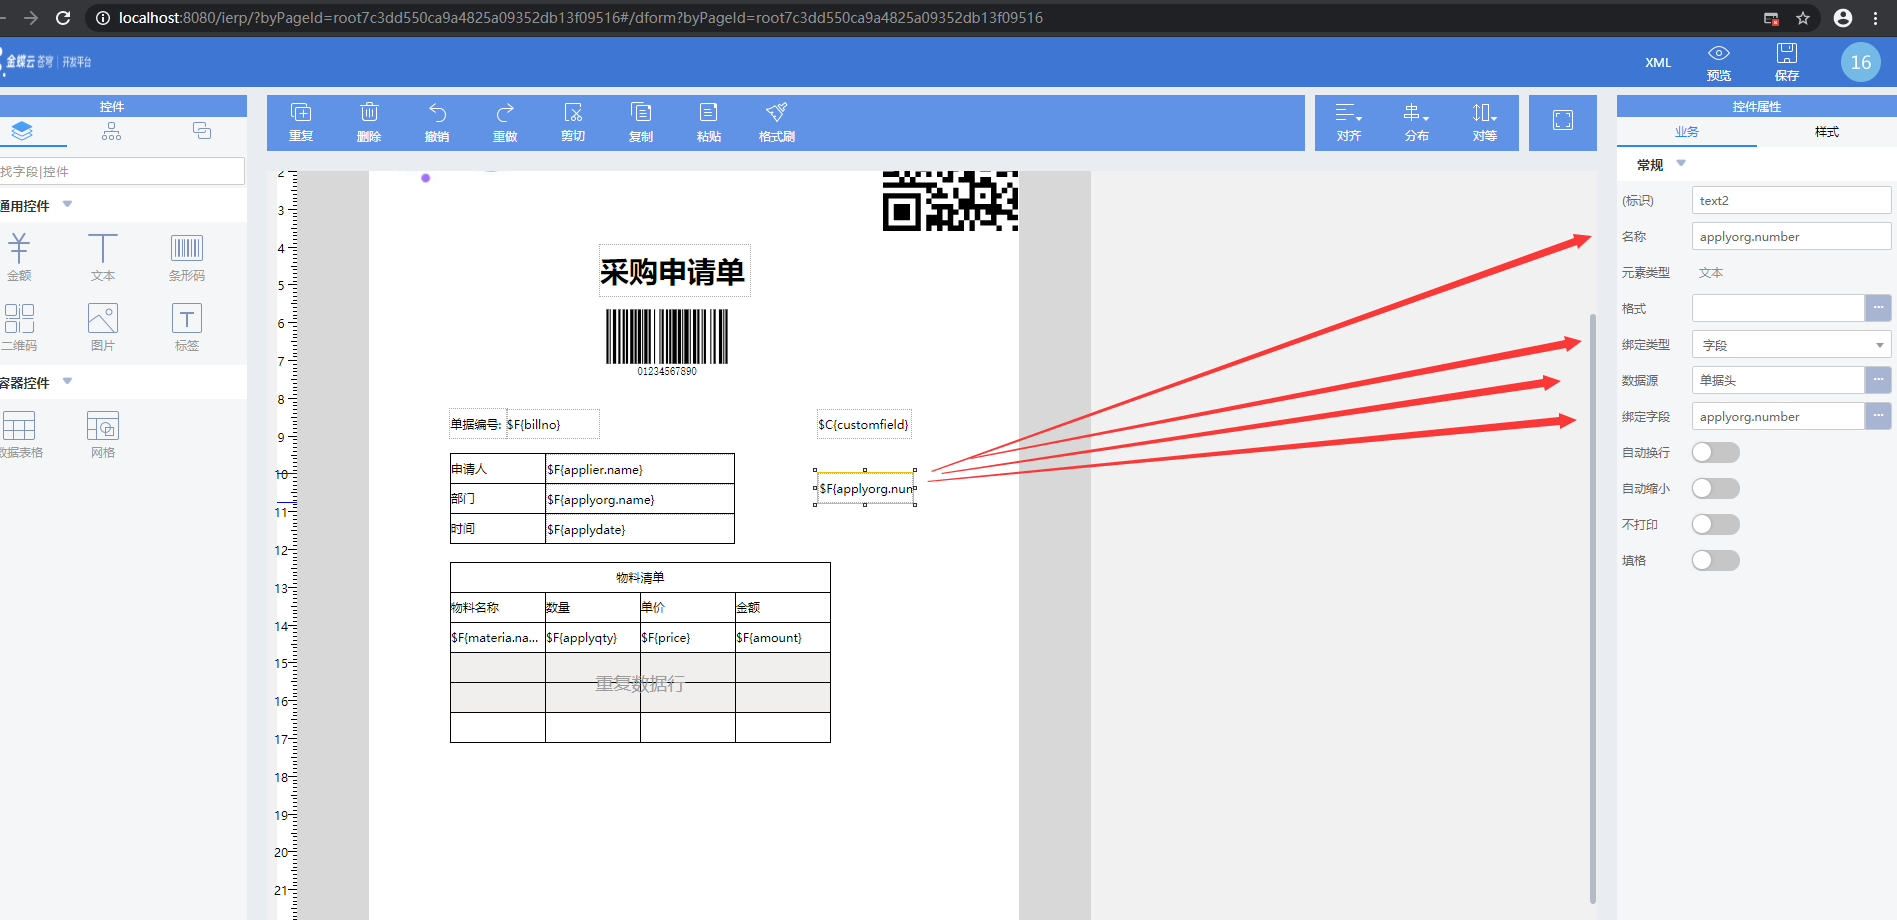 localhost:8080/ierp/?byPageId=root7c3dd550ca9a4825a09352db13f09516#/dform?byPageId=root7c3dd550ca9a4825a09352db13f09516
金蝶云 苍穹 | 开发平台
XML
预览
保存
16
控件
找字段|控件
通用控件
金额
文本
条形码
二维码
图片
标签
容器控件
数据表格
网格
重复
删除
撤销
重做
剪切
复制
粘贴
格式刷
对齐
分布
对等
2
3
4
5
6
7
8
9
10
11
12
13
14
15
16
17
18
19
20
21
采购申请单
01234567890
单据编号: $F{billno}
$C{customfield}
申请人 $F{applier.name}
$F{applyorg.nun
部门 $F{applyorg.name}
时间 $F{applydate}
物料清单
物料名称 数量 单价 金额
$F{materia.na... $F{applyqty} $F{price} $F{amount}
重复数据行
控件属性
业务 样式
常规
(标识) text2
名称 applyorg.number
元素类型 文本
格式 ...
绑定类型 字段
数据源 单据头 ...
绑定字段 applyorg.number ...
自动换行
自动缩小
不打印
填格